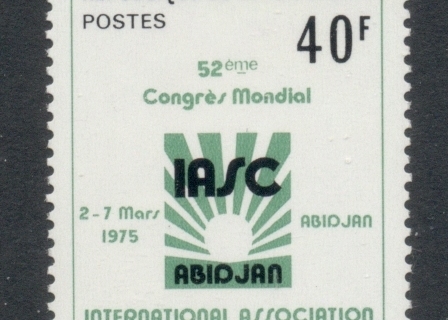 POSTES
40F
52ème
Congrès Mondial
IASC
2-7 Mars
1975
ABIDJAN
ABIDJAN
INTERNATIONAL ASSOCIATION